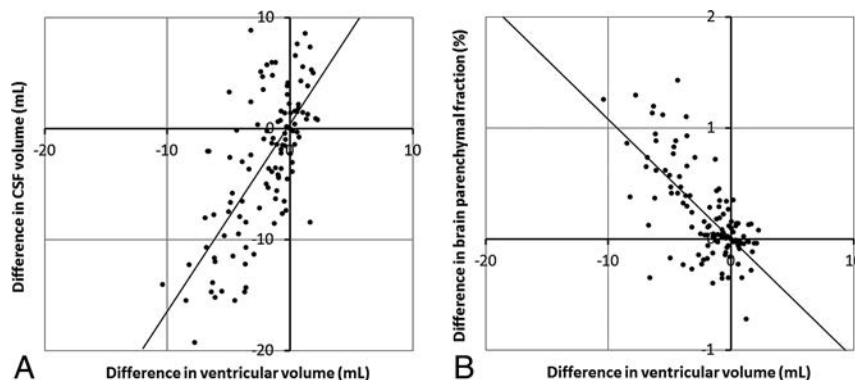 10
0
-20
-10
0
10
-10
-20
Difference in CSF volume (mL)
Difference in ventricular volume (mL)
A
2
1
0
-20
-10
0
10
-1
Difference in brain parenchymal fraction (%)
Difference in ventricular volume (mL)
B